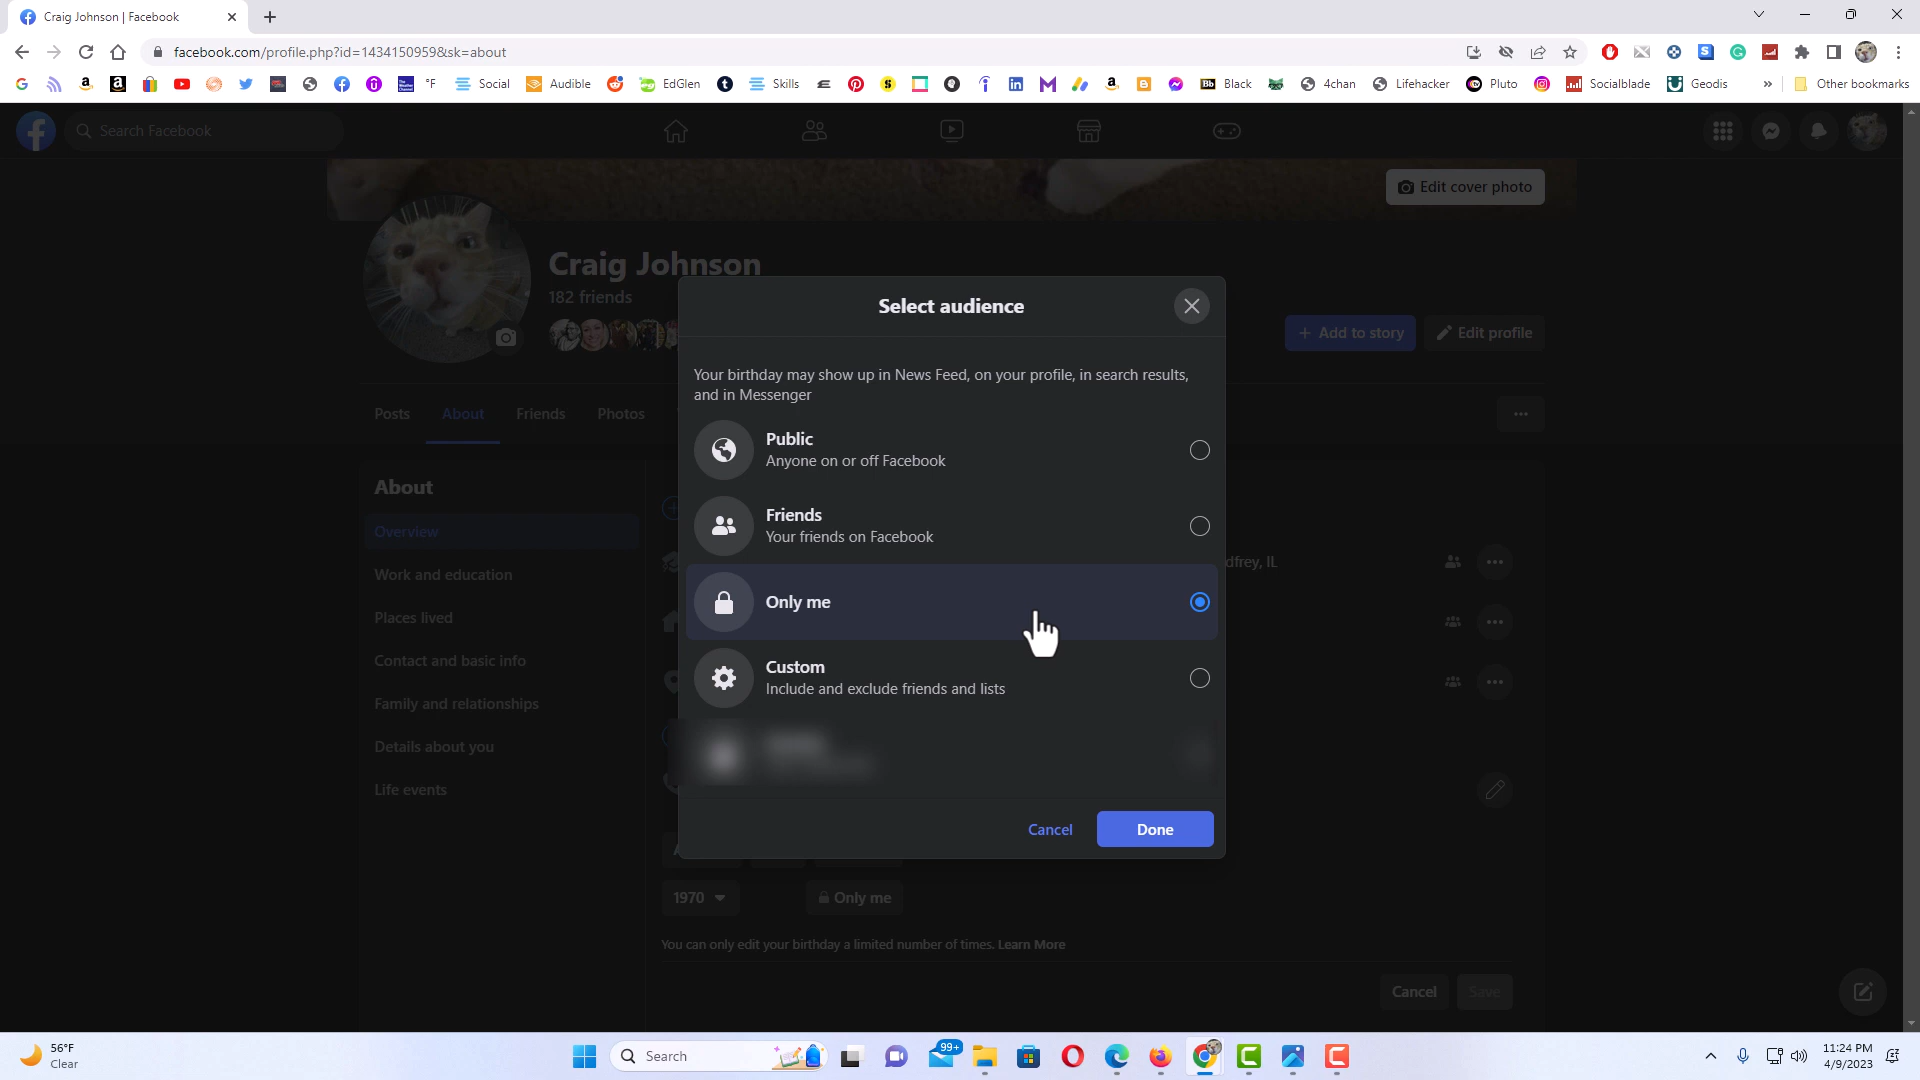 Craig Johnson | Facebook
facebook.com/profile.php?id=1434150959&sk=about
°F
Social
Audible
EdGlen
Skills
Black
4chan
Lifehacker
Pluto
Socialblade
Geodis
»
Other bookmarks
Search Facebook
Edit cover photo
Craig Johnson
182 friends
+ Add to story
Edit profile
Posts
About
Friends
Photos
About
Overview
Work and education
Places lived
Contact and basic info
Family and relationships
Details about you
Life events
Select audience
Your birthday may show up in News Feed, on your profile, in search results,
and in Messenger
Public
Anyone on or off Facebook
Friends
Your friends on Facebook
Only me
Custom
Include and exclude friends and lists
Cancel
Done
dfrey, IL
1970
Only me
You can only edit your birthday a limited number of times. Learn More
Cancel
Save
56°F
Clear
Search
99+
11:24 PM
4/9/2023